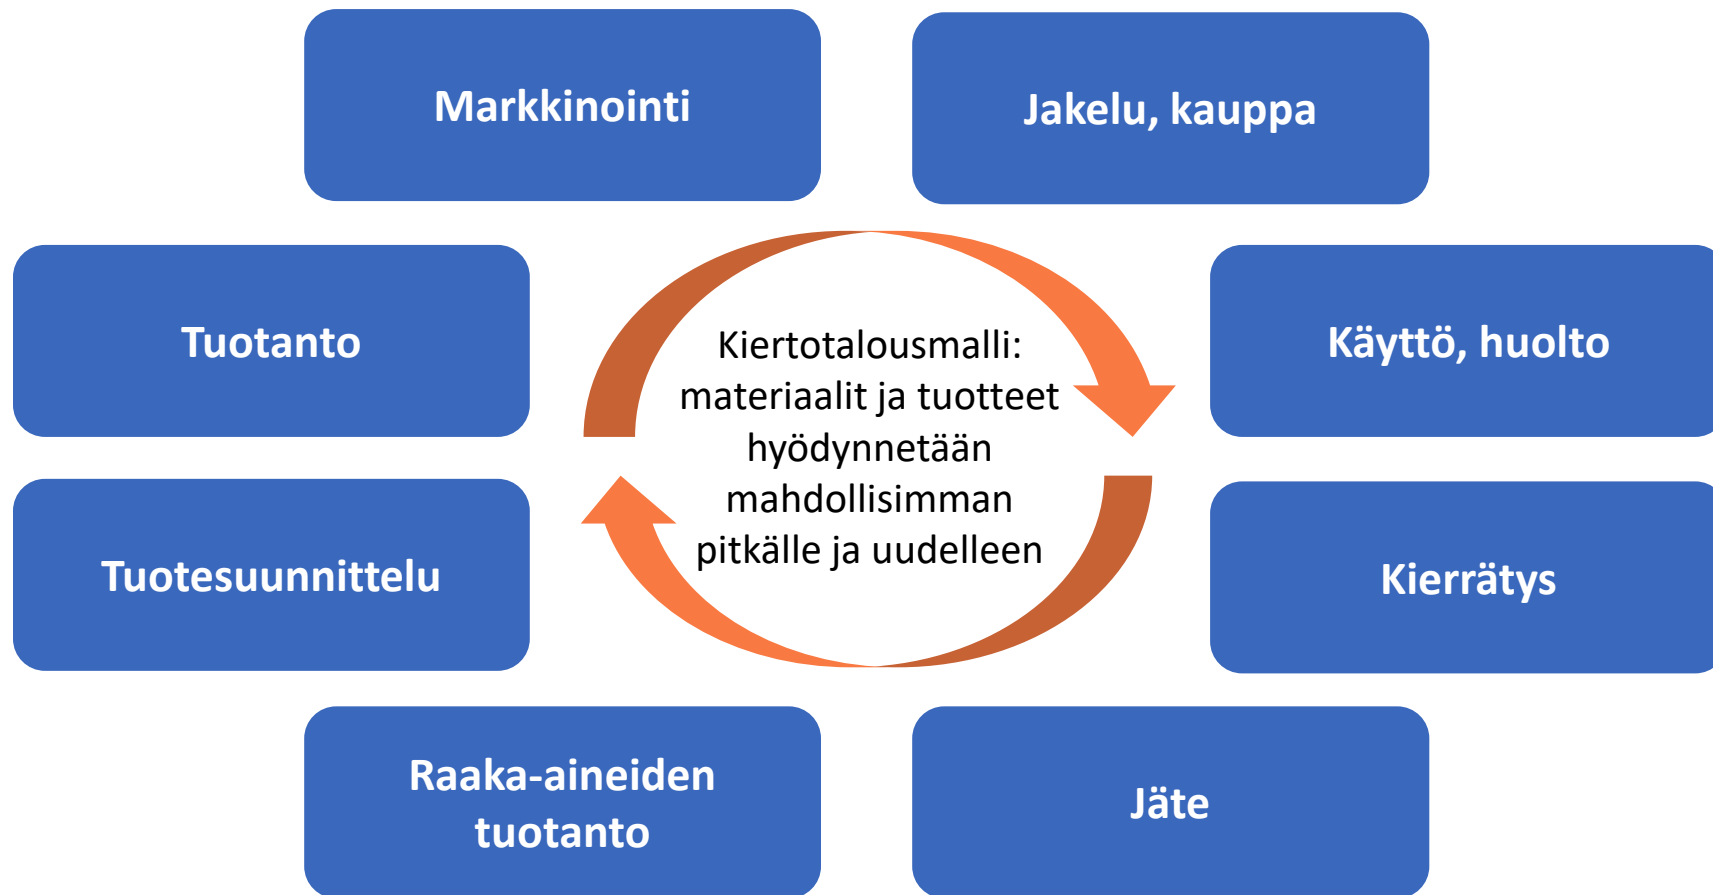 Markkinointi
Jakelu, kauppa
Tuotanto
Kiertotalousmalli:
materiaalit ja tuotteet
hyödynnetään
mahdollisimman
pitkälle ja uudelleen
Käyttö, huolto
Tuotesuunnittelu
Kierrätys
Raaka-aineiden
tuotanto
Jäte